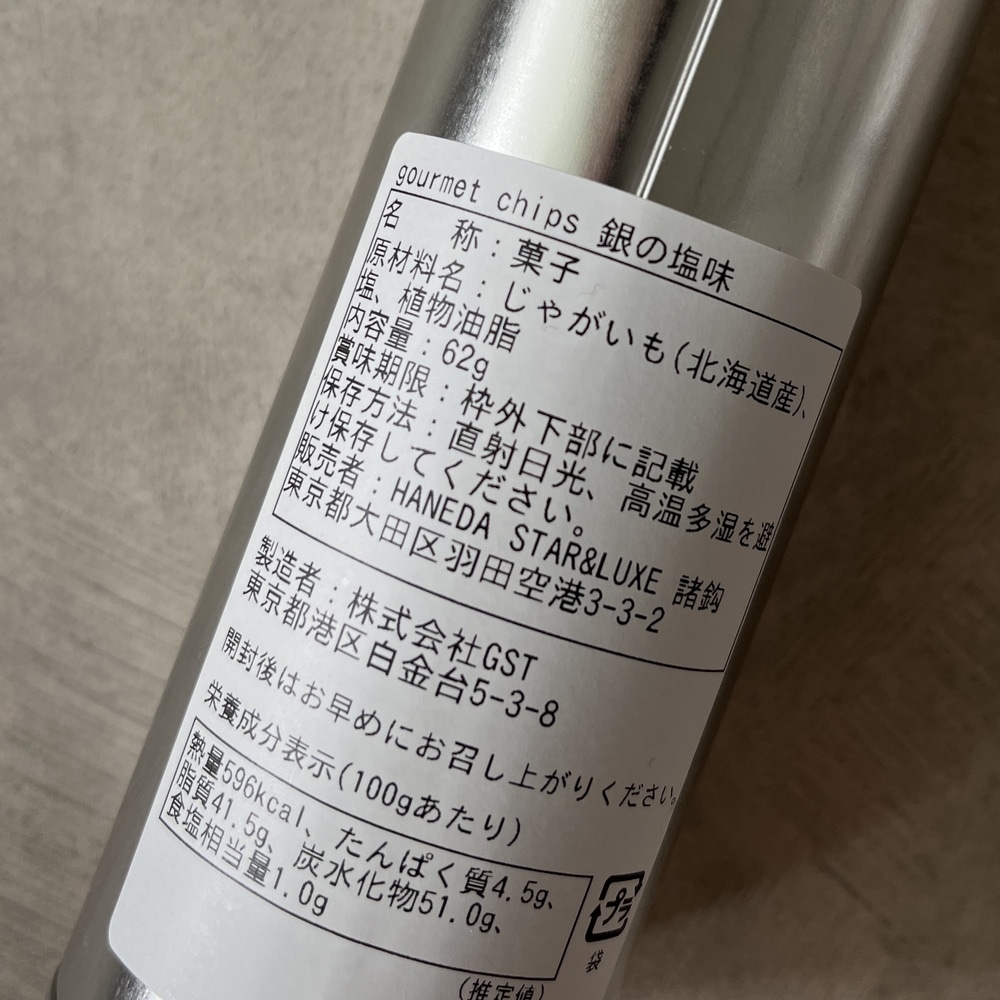 gourmet chips 銀の塩味
名　　称：菓子
原材料名：じゃがいも(北海道産)、
塩、植物油脂
内容量：62g
賞味期限：枠外下部に記載
保存方法：直射日光、高温多湿を避
け保存してください。
販売者：HANEDA STAR&LUXE 諸鈎
東京都大田区羽田空港3-3-2
製造者：株式会社GST
東京都港区白金台5-3-8
開封後はお早めにお召し上がりください。
栄養成分表示(100gあたり)
熱量596kcal、たんぱく質4.5g、
脂質41.5g、炭水化物51.0g、
食塩相当量1.0g
(推定値)
プラ
袋